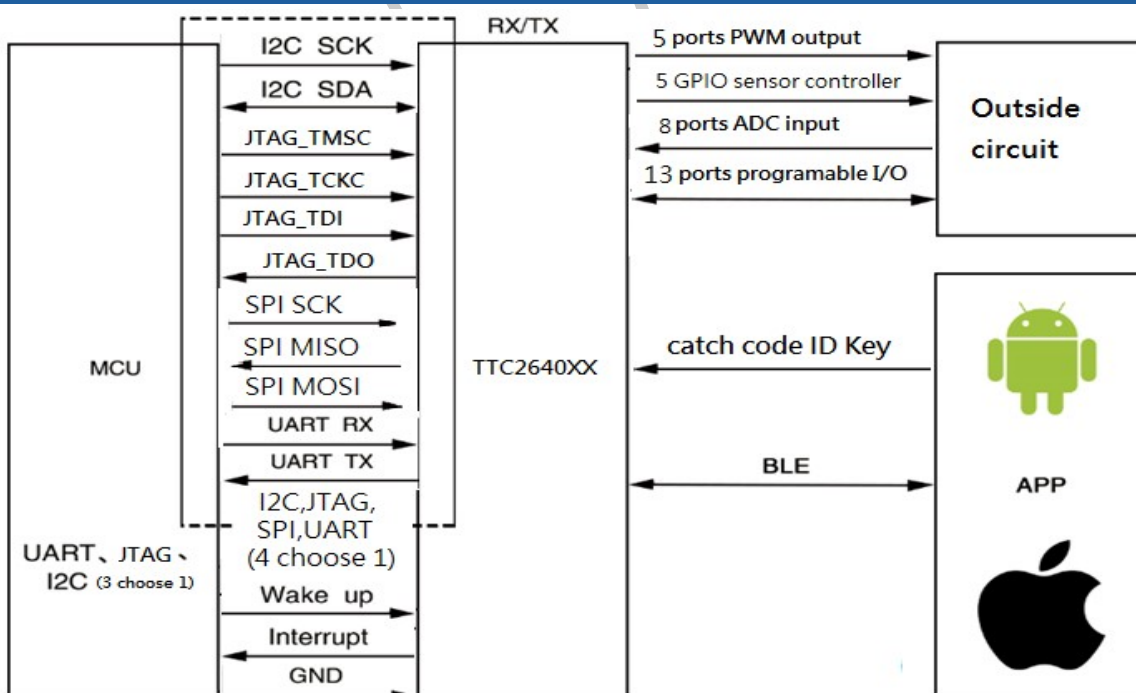 RX/TX
I2C SCK
I2C SDA
JTAG_TMSC
JTAG_TCKC
JTAG_TDI
JTAG_TDO
SPI SCK
SPI MISO
SPI MOSI
UART RX
UART TX
I2C,JTAG,
SPI,UART
(4 choose 1)
Wake up
Interrupt
GND
MCU
UART、JTAG、
I2C (3 choose 1)
TTC2640XX
5 ports PWM output
5 GPIO sensor controller
8 ports ADC input
13 ports programable I/O
Outside
circuit
catch code ID Key
BLE
APP